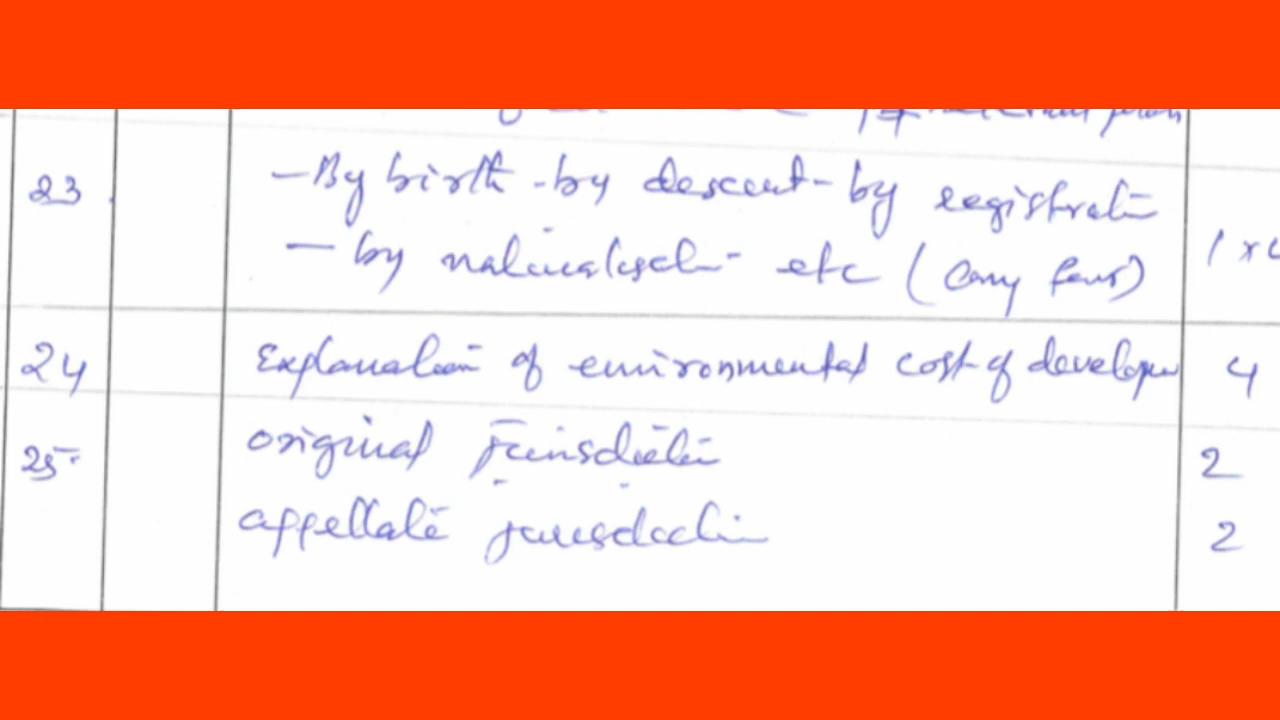 23. – By birth - by descent - by registration
– by naturalisation etc (any four) 1 x
24 Explanation of environmental cost of develop 4
25. original jurisdiction 2
appellate jurisdiction 2